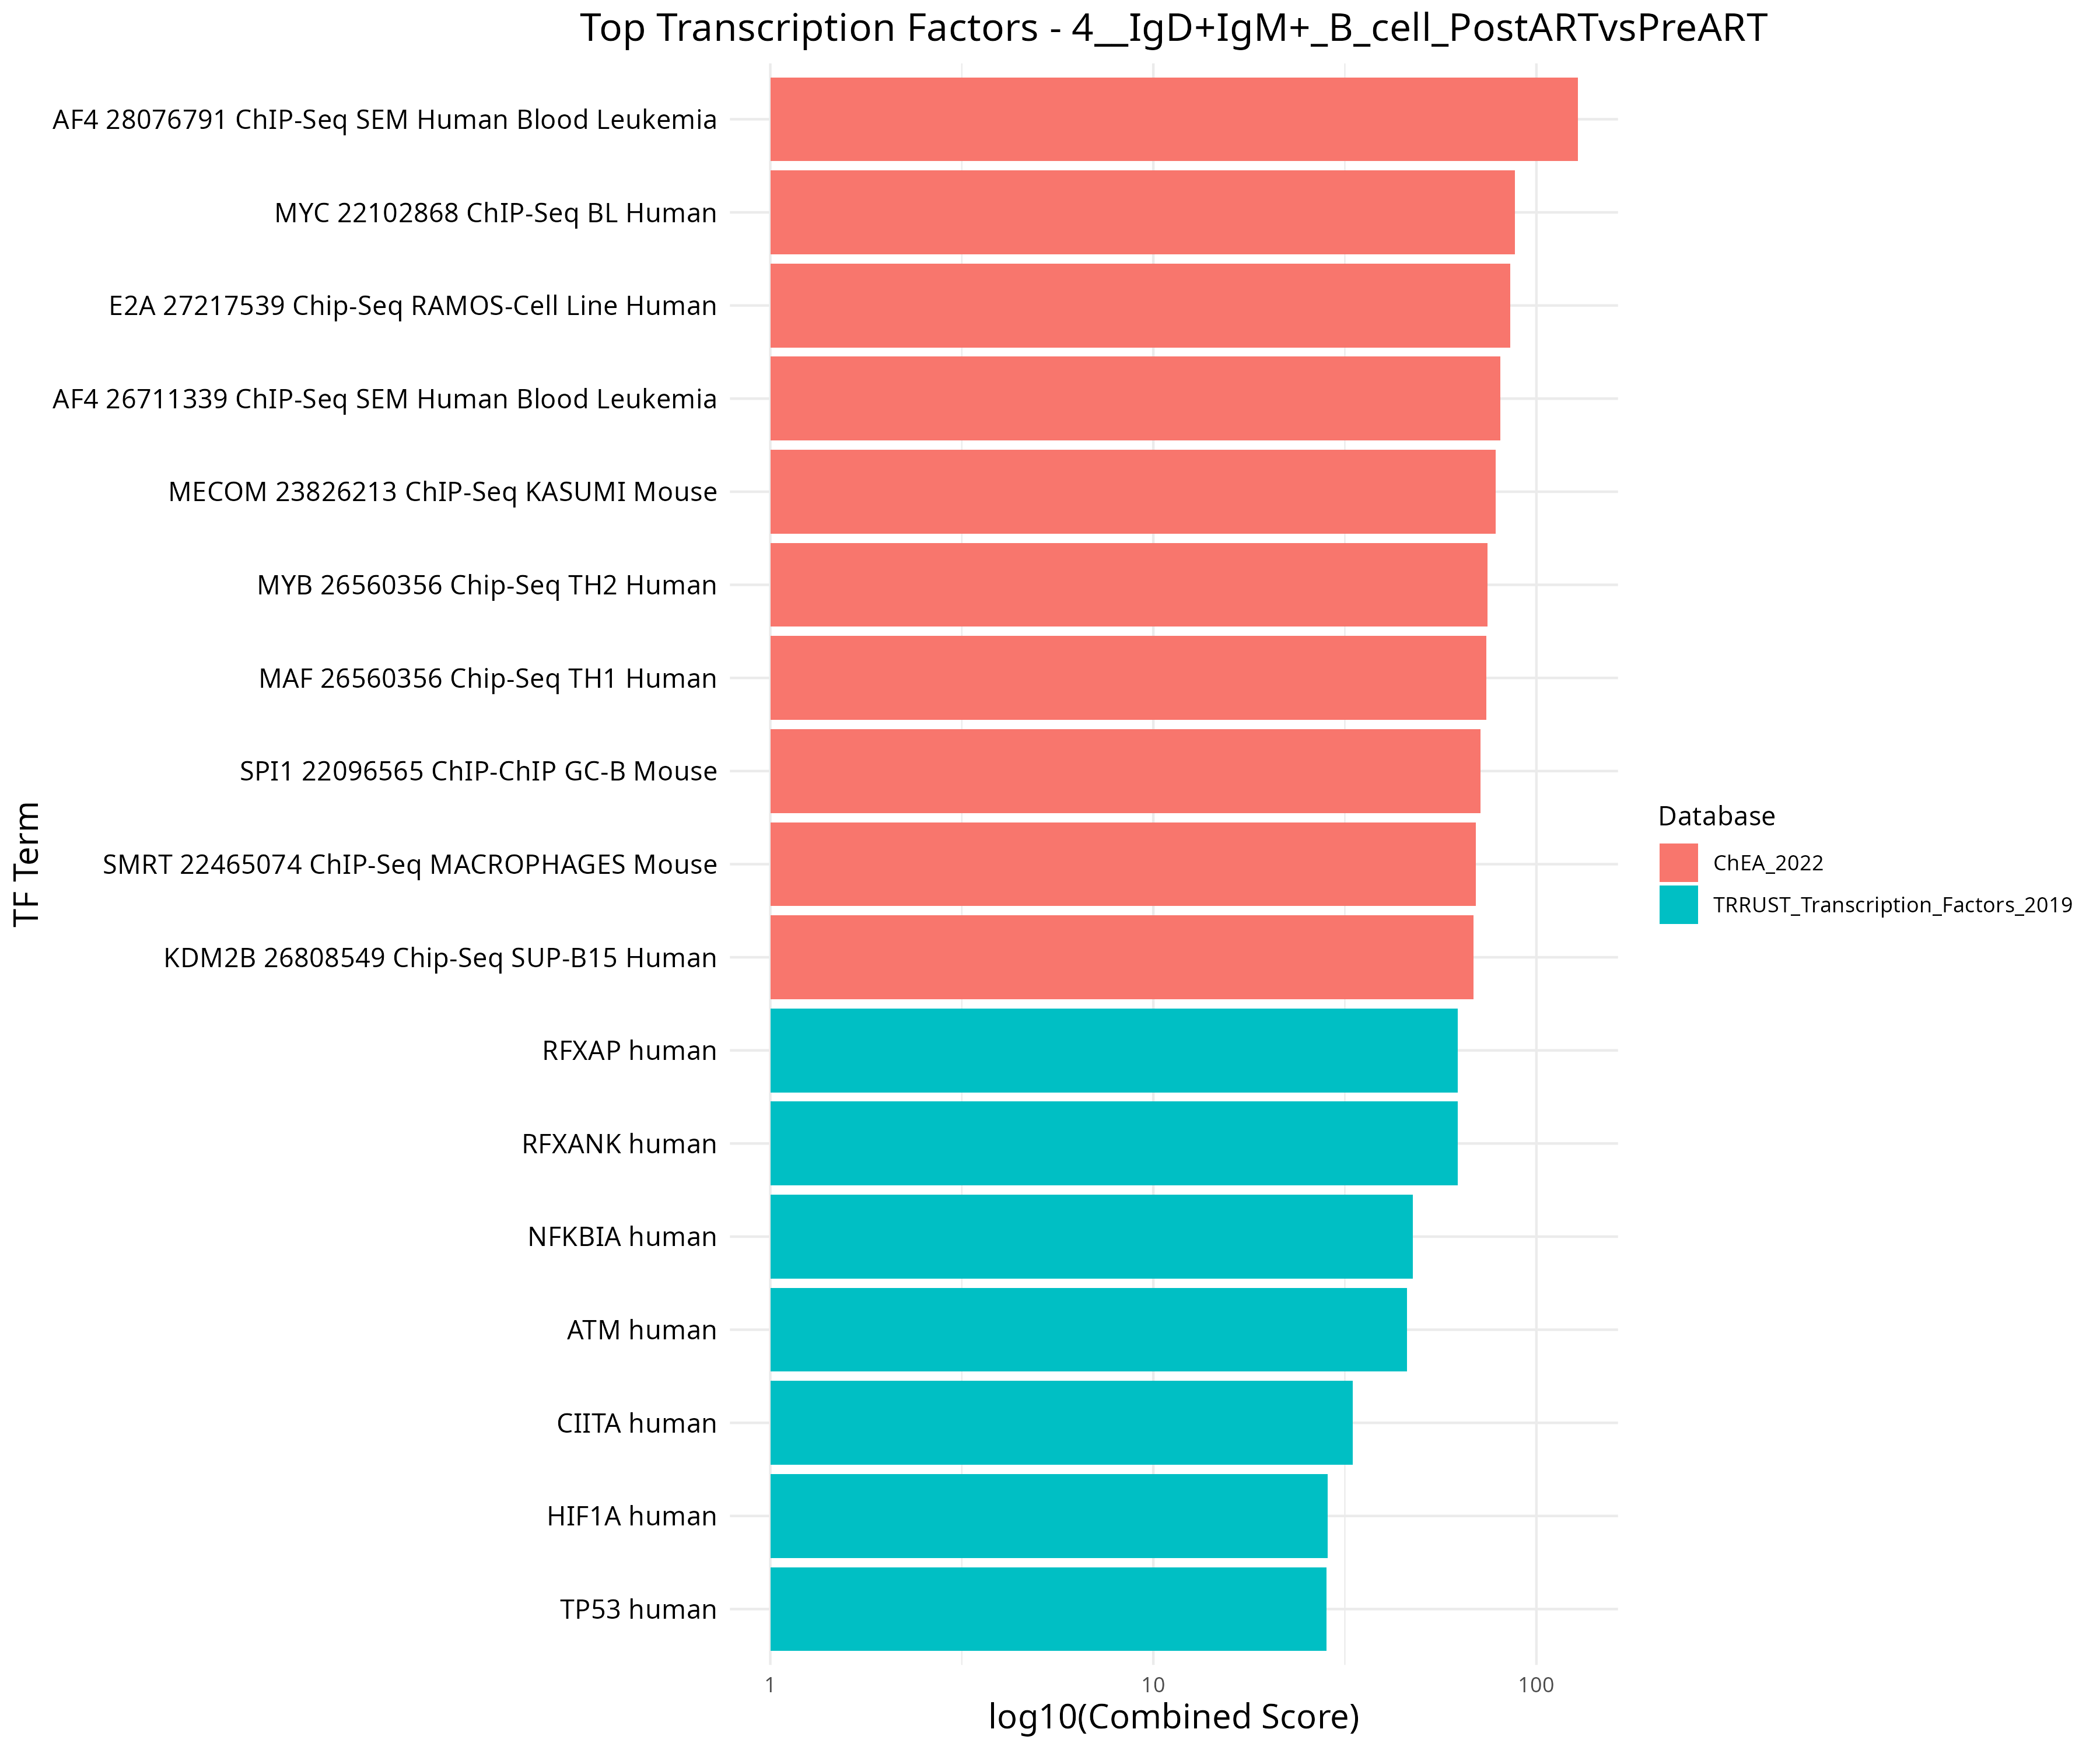 Top Transcription Factors - 4__IgD+IgM+_B_cell_PostARTvsPreART
AF4 28076791 ChIP-Seq SEM Human Blood Leukemia
MYC 22102868 ChIP-Seq BL Human
E2A 27217539 Chip-Seq RAMOS-Cell Line Human
AF4 26711339 ChIP-Seq SEM Human Blood Leukemia
MECOM 23826213 ChIP-Seq KASUMI Mouse
MYB 26560356 Chip-Seq TH2 Human
MAF 26560356 Chip-Seq TH1 Human
SPI1 22096565 ChIP-ChIP GC-B Mouse
SMRT 22465074 ChIP-Seq MACROPHAGES Mouse
KDM2B 26808549 Chip-Seq SUP-B15 Human
RFXAP human
RFXANK human
NFKBIA human
ATM human
CIITA human
HIF1A human
TP53 human
TF Term
1 10 100
log10(Combined Score)
Database
ChEA_2022
TRRUST_Transcription_Factors_2019